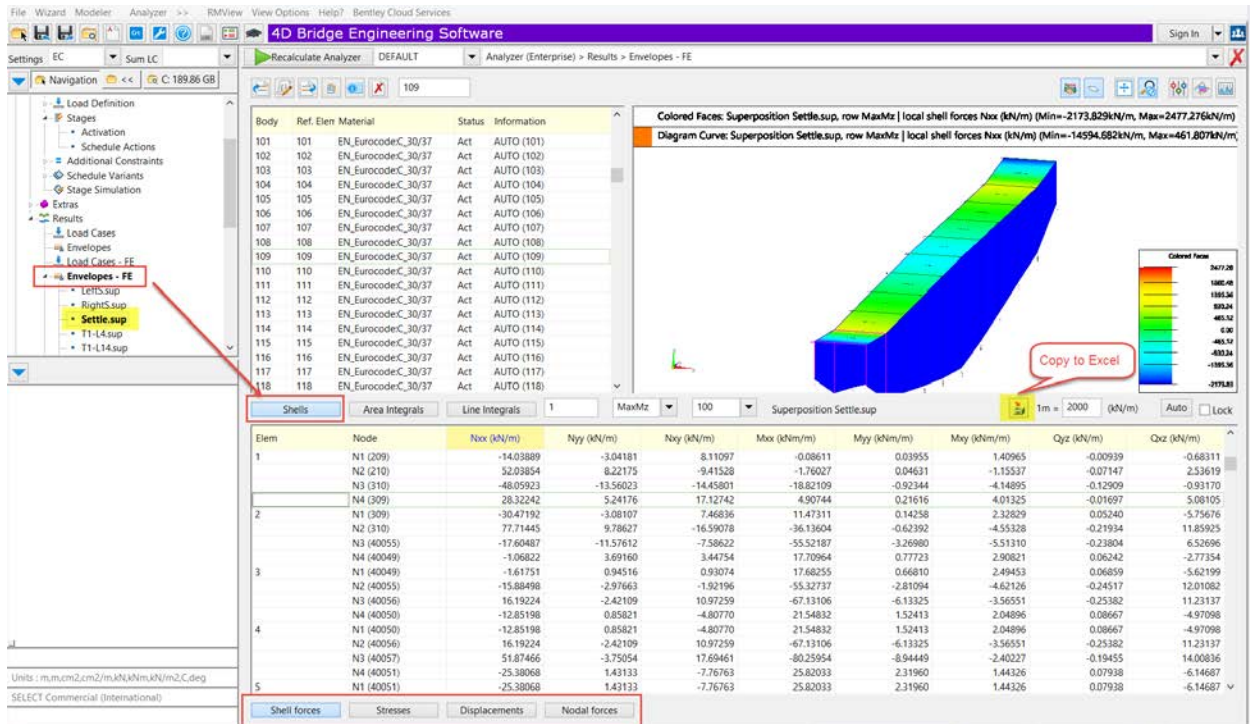 File Wizard Modeler Analyzer >> RMView View Options Help? Bentley Cloud Services
4D Bridge Engineering Software Sign In
Settings EC Sum LC Recalculate Analyzer DEFAULT Analyzer (Enterprise) > Results > Envelopes - FE
Navigation << C: 189.86 GB
109
Load Definition
Stages
Activation
Schedule Actions
Additional Constraints
Schedule Variants
Stage Simulation
Extras
Results
Load Cases
Envelopes
Load Cases - FE
Envelopes - FE
LeftS.sup
RightS.sup
Settle.sup
T1-L4.sup
T1-L14.sup
Body Ref. Elem Material Status Information
101 101 EN_Eurocode:C_30/37 Act AUTO (101)
102 102 EN_Eurocode:C_30/37 Act AUTO (102)
103 103 EN_Eurocode:C_30/37 Act AUTO (103)
104 104 EN_Eurocode:C_30/37 Act AUTO (104)
105 105 EN_Eurocode:C_30/37 Act AUTO (105)
106 106 EN_Eurocode:C_30/37 Act AUTO (106)
107 107 EN_Eurocode:C_30/37 Act AUTO (107)
108 108 EN_Eurocode:C_30/37 Act AUTO (108)
109 109 EN_Eurocode:C_30/37 Act AUTO (109)
110 110 EN_Eurocode:C_30/37 Act AUTO (110)
111 111 EN_Eurocode:C_30/37 Act AUTO (111)
112 112 EN_Eurocode:C_30/37 Act AUTO (112)
113 113 EN_Eurocode:C_30/37 Act AUTO (113)
114 114 EN_Eurocode:C_30/37 Act AUTO (114)
115 115 EN_Eurocode:C_30/37 Act AUTO (115)
116 116 EN_Eurocode:C_30/37 Act AUTO (116)
117 117 EN_Eurocode:C_30/37 Act AUTO (117)
118 118 EN_Eurocode:C_30/37 Act AUTO (118)
Colored Faces: Superposition Settle.sup, row MaxMz | local shell forces Nxx (kN/m) (Min=-2173.829kN/m, Max=2477.276kN/m)
Diagram Curve: Superposition Settle.sup, row MaxMz | local shell forces Nxx (kN/m) (Min=-14594.682kN/m, Max=461.807kN/m)
Colored Faces
2477.28
465.12
0.00
-465.12
Copy to Excel
Shells Area Integrals Line Integrals 1 MaxMz 100 Superposition Settle.sup 1m = 2000 (kN/m) Auto Lock
Elem Node Nxx (kN/m) Nyy (kN/m) Nxy (kN/m) Mxx (kNm/m) Myy (kNm/m) Mxy (kNm/m) Qyz (kN/m) Qxz (kN/m)
1 N1 (209) -14.03889 -3.04181 8.11097 -0.08611 0.03955 1.40965 -0.00939 -0.68311
N2 (210) 52.03854 8.22175 -9.41528 -1.76027 0.04631 -1.15537 -0.07147 2.53619
N3 (310) -48.05923 -13.56023 -14.45801 -18.82109 -0.92344 -4.14895 -0.12909 -0.93170
N4 (309) 28.32242 5.24176 17.12742 4.90744 0.21616 4.01325 -0.01697 5.08105
2 N1 (309) -30.47192 -3.08107 7.46836 11.47311 0.14258 2.32829 0.05240 -5.75676
N2 (310) 77.71445 9.78627 -16.59078 -36.13604 -0.62392 -4.55328 -0.21934 11.85925
N3 (40055) -17.60487 -11.57612 -7.58622 -55.52187 -3.26980 -5.51310 -0.23804 6.52696
N4 (40049) -1.06822 3.69160 3.44754 17.70964 0.77723 2.90821 0.06242 -2.77354
3 N1 (40049) -1.61751 0.94516 0.93074 17.68255 0.66810 2.49453 0.06859 -5.62199
N2 (40055) -15.88498 -2.97663 -1.92196 -55.32737 -2.81094 -4.62126 -0.24517 12.01082
N3 (40056) 16.19224 -2.42109 10.97259 -67.13106 -6.13325 -3.56551 -0.25382 11.23137
N4 (40050) -12.85198 0.85821 -4.80770 21.54832 1.52413 2.04896 0.08667 -4.97098
4 N1 (40050) -12.85198 0.85821 -4.80770 21.54832 1.52413 2.04896 0.08667 -4.97098
N2 (40056) 16.19224 -2.42109 10.97259 -67.13106 -6.13325 -3.56551 -0.25382 11.23137
N3 (40057) 51.87466 -3.75054 17.69461 -80.25954 -8.94449 -2.40227 -0.19455 14.00836
N4 (40051) -25.38068 1.43133 -7.76763 25.82033 2.31960 1.44326 0.07938 -6.14687
5 N1 (40051) -25.38068 1.43133 -7.76763 25.82033 2.31960 1.44326 0.07938 -6.14687
Units : m,m,cm2,cm2/m,kN,kNm,kN/m2,C,deg
SELECT Commercial (International)
Shell forces Stresses Displacements Nodal forces